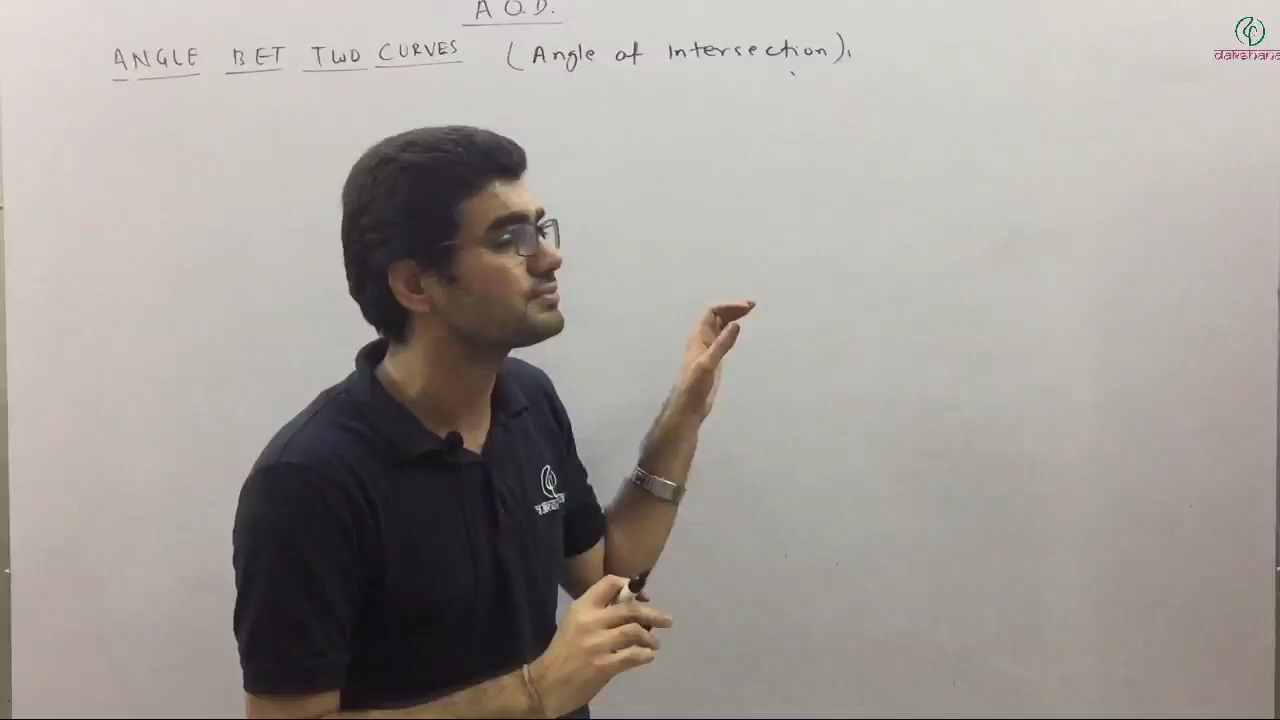 A O.D.
ANGLE BET TWO CURVES (Angle of Intersection).
dakshana